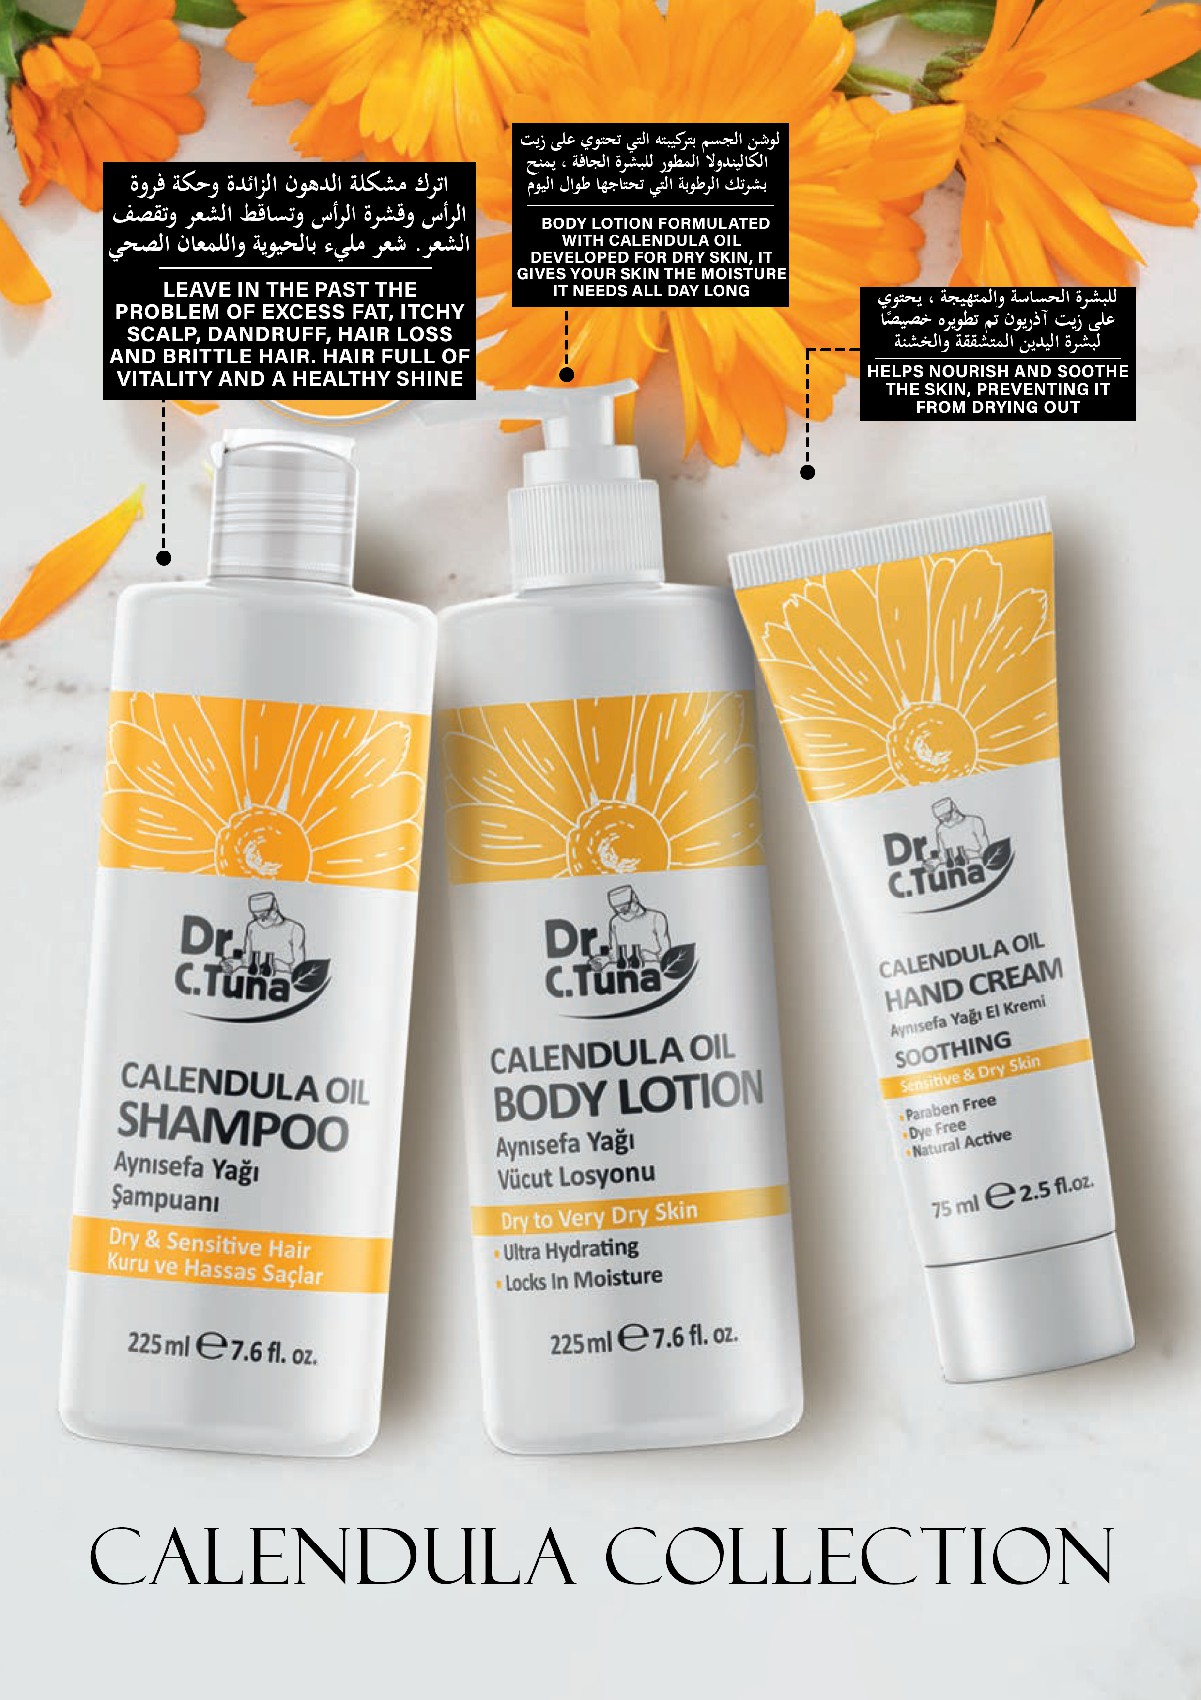 اترك مشكلة الدهون الزائدة وحكة فروة
الرأس وقشرة الرأس وتساقط الشعر وتقصف
الشعر. شعر مليء بالحيوية واللمعان الصحي
LEAVE IN THE PAST THE
PROBLEM OF EXCESS FAT, ITCHY
SCALP, DANDRUFF, HAIR LOSS
AND BRITTLE HAIR. HAIR FULL OF
VITALITY AND A HEALTHY SHINE
لوشن الجسم بتركيبته التي تحتوي على زيت
الكاليندولا المطور للبشرة الجافة ، يمنح
بشرتك الرطوبة التي تحتاجها طوال اليوم
BODY LOTION FORMULATED
WITH CALENDULA OIL
DEVELOPED FOR DRY SKIN, IT
GIVES YOUR SKIN THE MOISTURE
IT NEEDS ALL DAY LONG
للبشرة الحساسة والمتهيجة ، يحتوي
على زيت آذريون تم تطويره خصيصًا
لبشرة اليدين المتشققة والخشنة
HELPS NOURISH AND SOOTHE
THE SKIN, PREVENTING IT
FROM DRYING OUT
Dr.
C.Tuna
CALENDULA OIL
SHAMPOO
Aynısefa Yağı
Şampuanı
Dry & Sensitive Hair
Kuru ve Hassas Saçlar
225 ml ℮ 7.6 fl. oz.
Dr.
C.Tuna
CALENDULA OIL
BODY LOTION
Aynısefa Yağı
Vücut Losyonu
Dry to Very Dry Skin
• Ultra Hydrating
• Locks In Moisture
225 ml ℮ 7.6 fl. oz.
Dr.
C.Tuna
CALENDULA OIL
HAND CREAM
Aynısefa Yağı El Kremi
SOOTHING
Sensitive & Dry Skin
• Paraben Free
• Dye Free
• Natural Active
75 ml ℮ 2.5 fl.oz.
CALENDULA COLLECTION